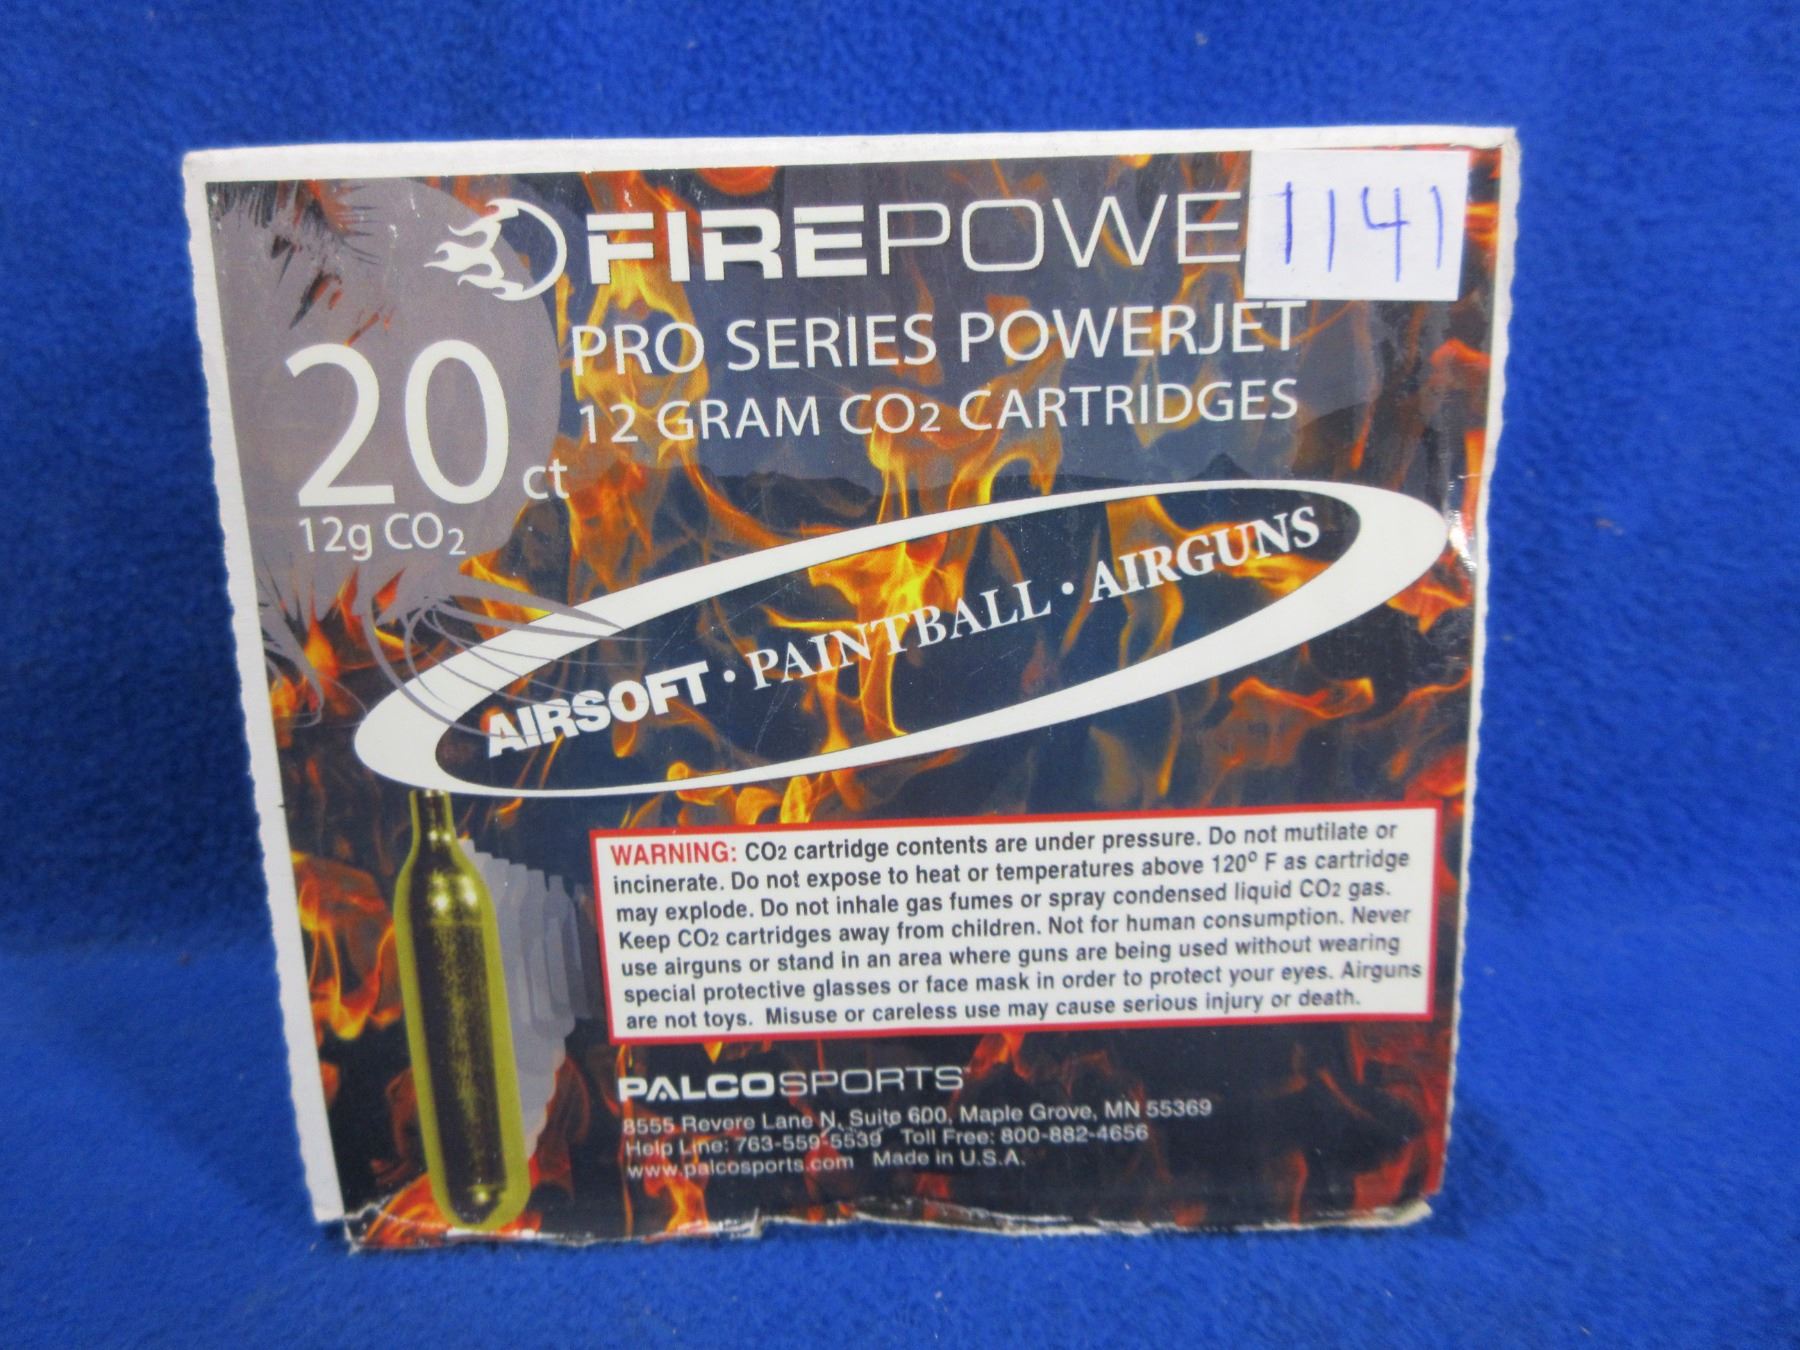 FIREPOWE
1141
PRO SERIES POWERJET
12 GRAM CO2 CARTRIDGES
20 ct
12g CO2
AIRSOFT · PAINTBALL · AIRGUNS
WARNING: CO2 cartridge contents are under pressure. Do not mutilate or
incinerate. Do not expose to heat or temperatures above 120º F as cartridge
may explode. Do not inhale gas fumes or spray condensed liquid CO2 gas.
Keep CO2 cartridges away from children. Not for human consumption. Never
use airguns or stand in an area where guns are being used without wearing
special protective glasses or face mask in order to protect your eyes. Airguns
are not toys. Misuse or careless use may cause serious injury or death.
PALCOSPORTS™
8555 Revere Lane N, Suite 600, Maple Grove, MN 55369
Help Line: 763-559-5539 Toll Free: 800-882-4656
www.palcosports.com Made in U.S.A.